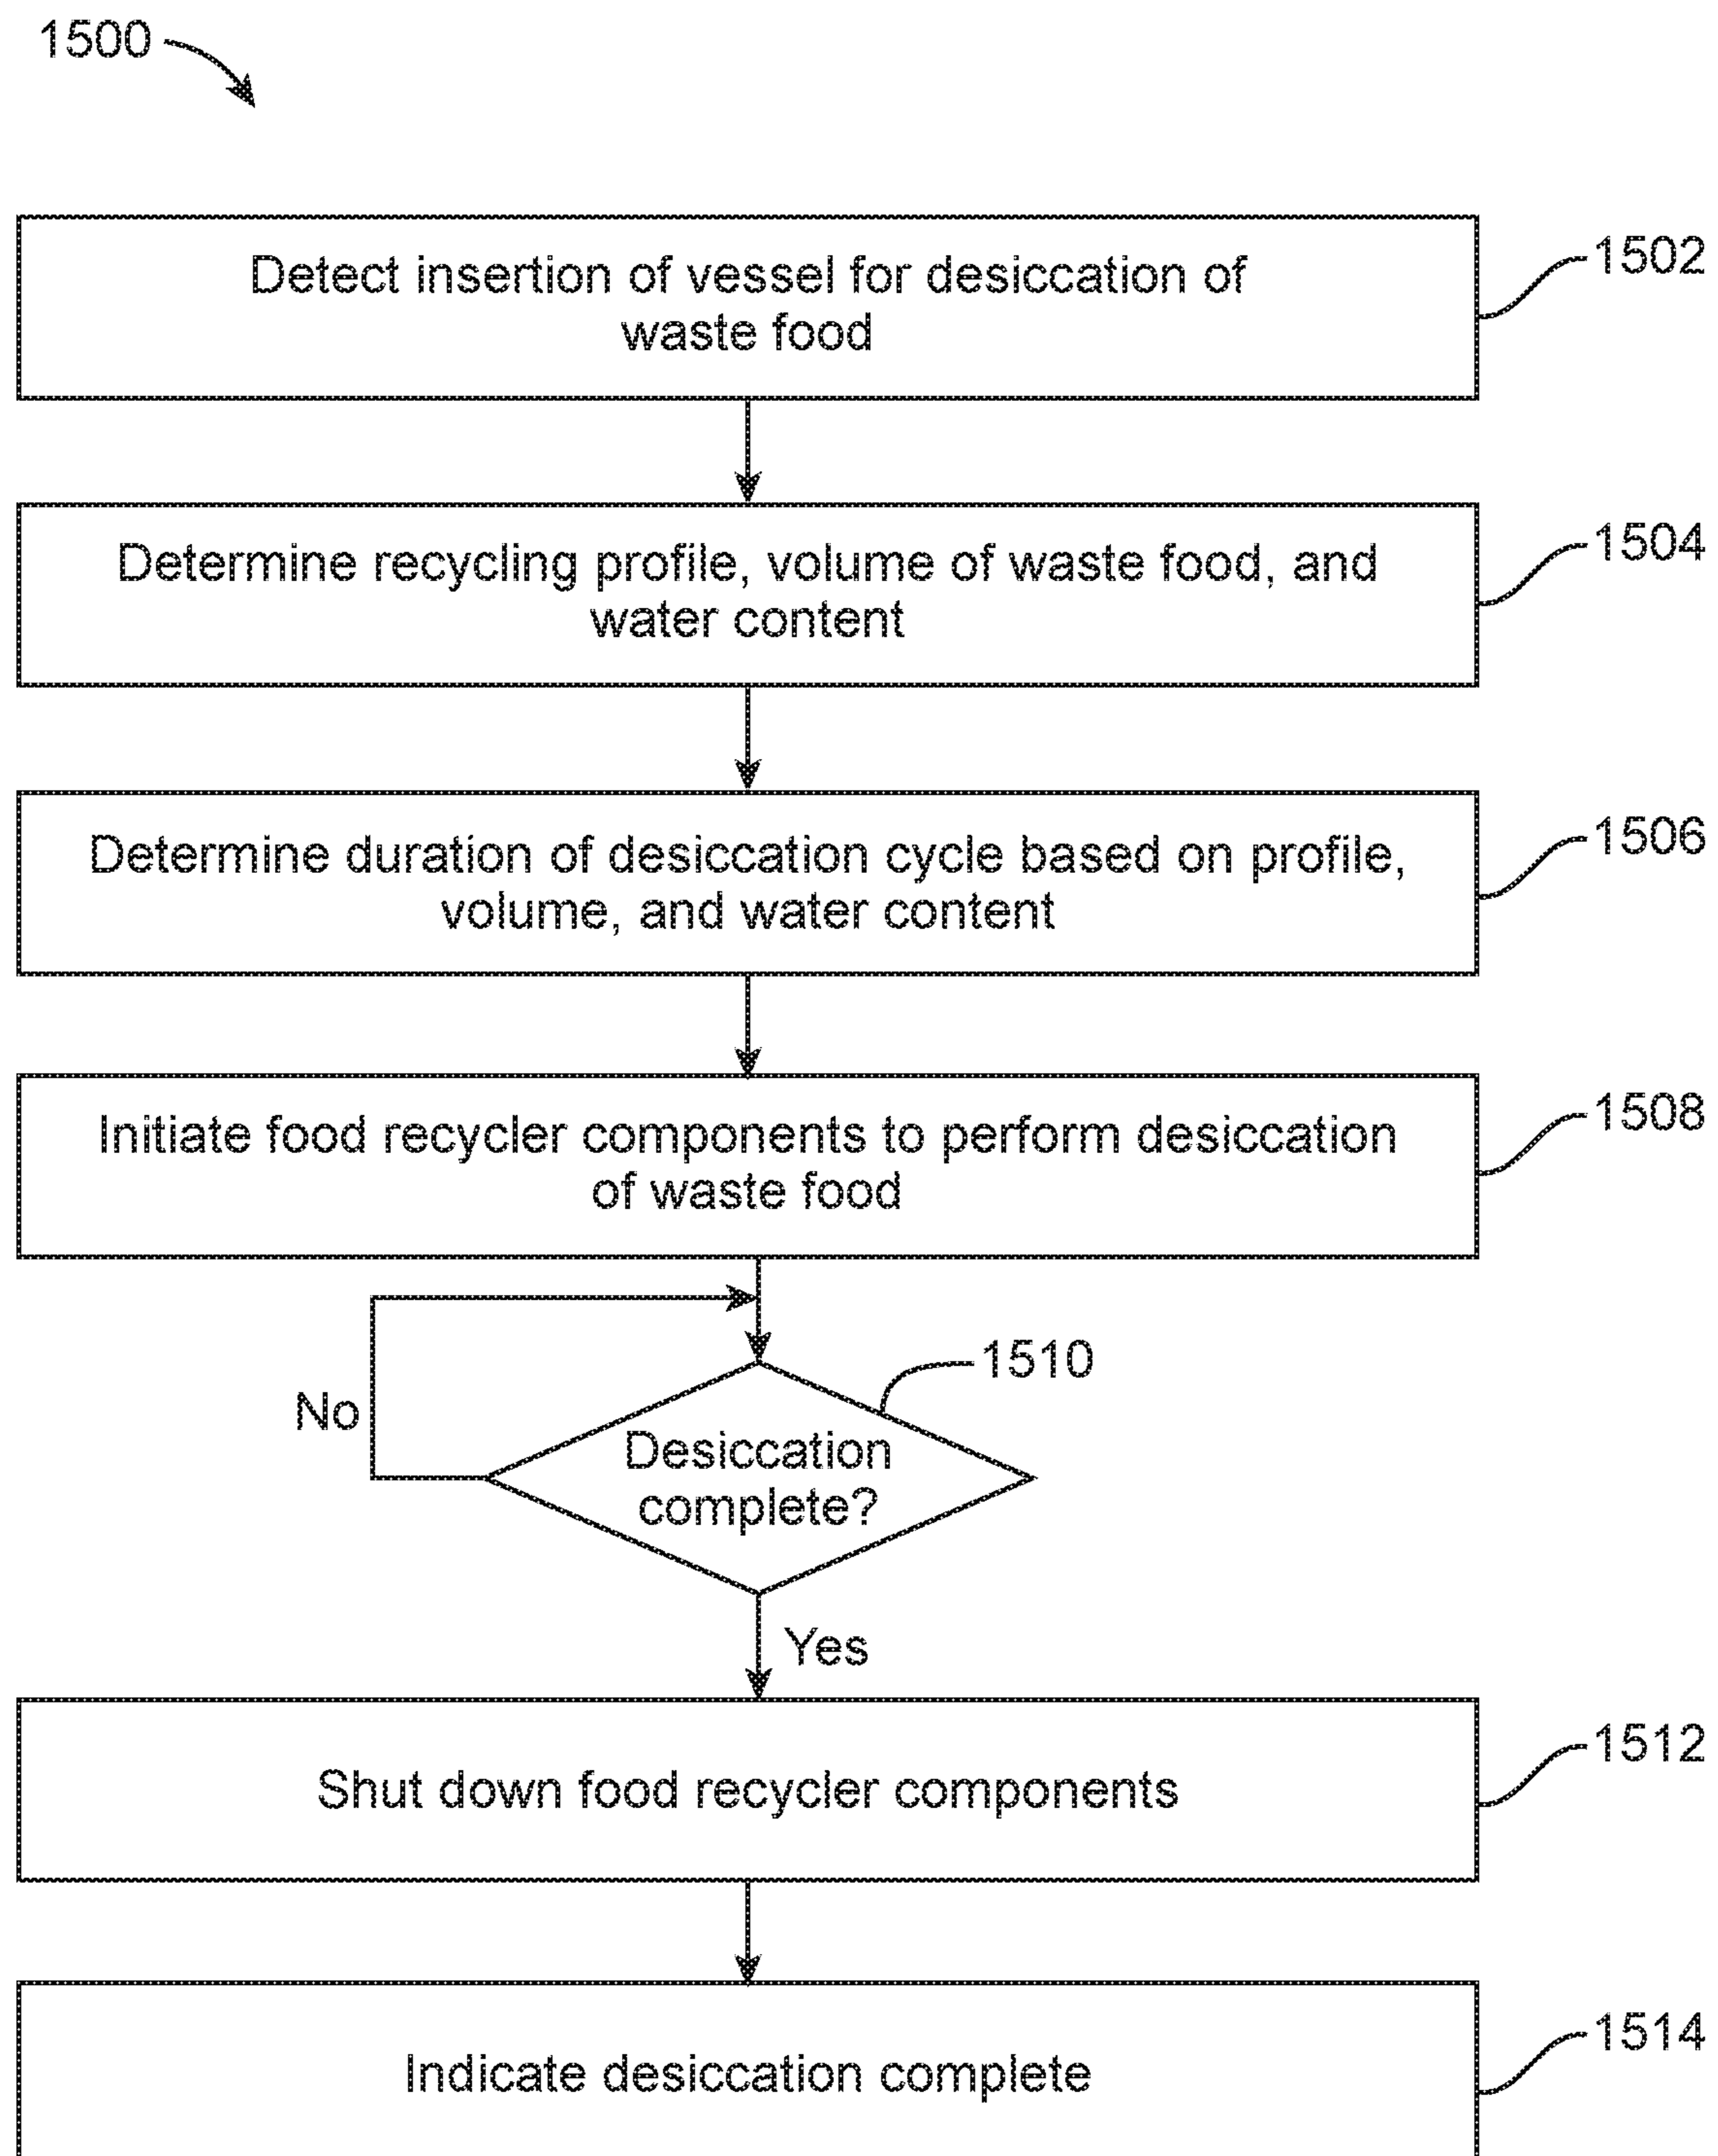 1500
Detect insertion of vessel for desiccation of
waste food
1502
Determine recycling profile, volume of waste food, and
water content
1504
Determine duration of desiccation cycle based on profile,
volume, and water content
1506
Initiate food recycler components to perform desiccation
of waste food
1508
No
Desiccation
complete?
1510
Yes
Shut down food recycler components
1512
Indicate desiccation complete
1514